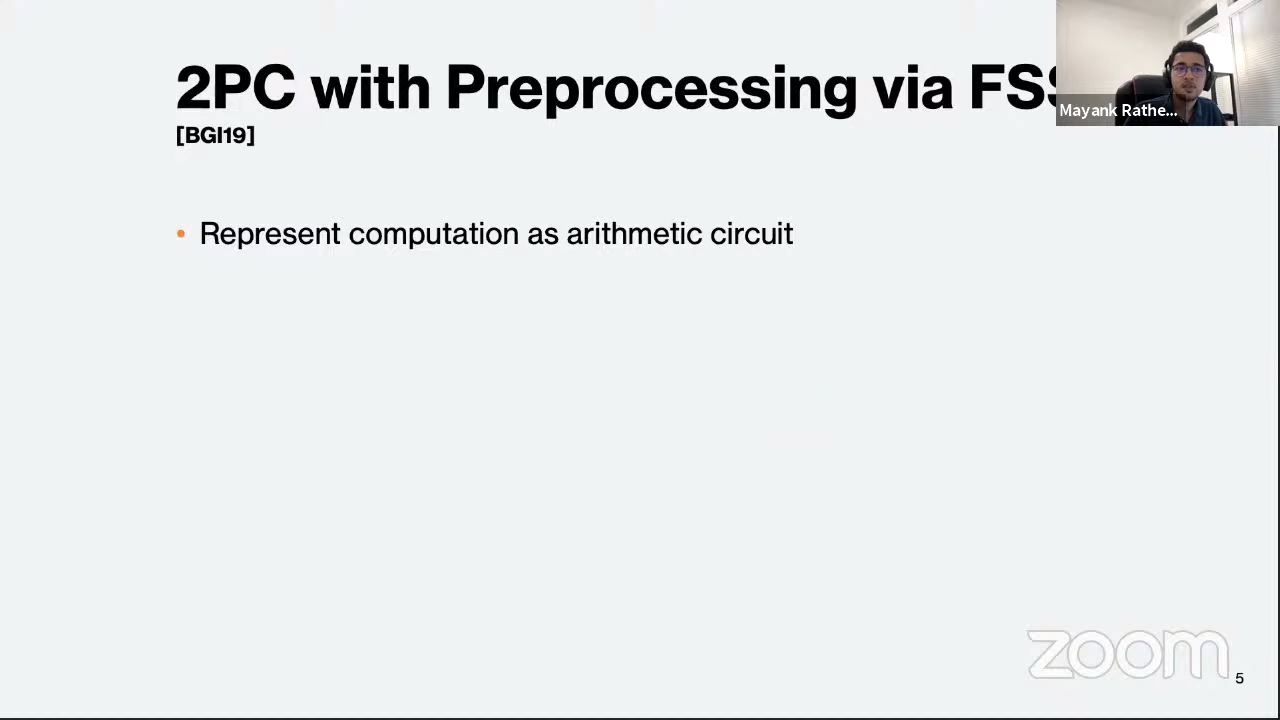 2PC with Preprocessing via FSS
[BGI19]
Mayank Rathe...
• Represent computation as arithmetic circuit
zoom
5